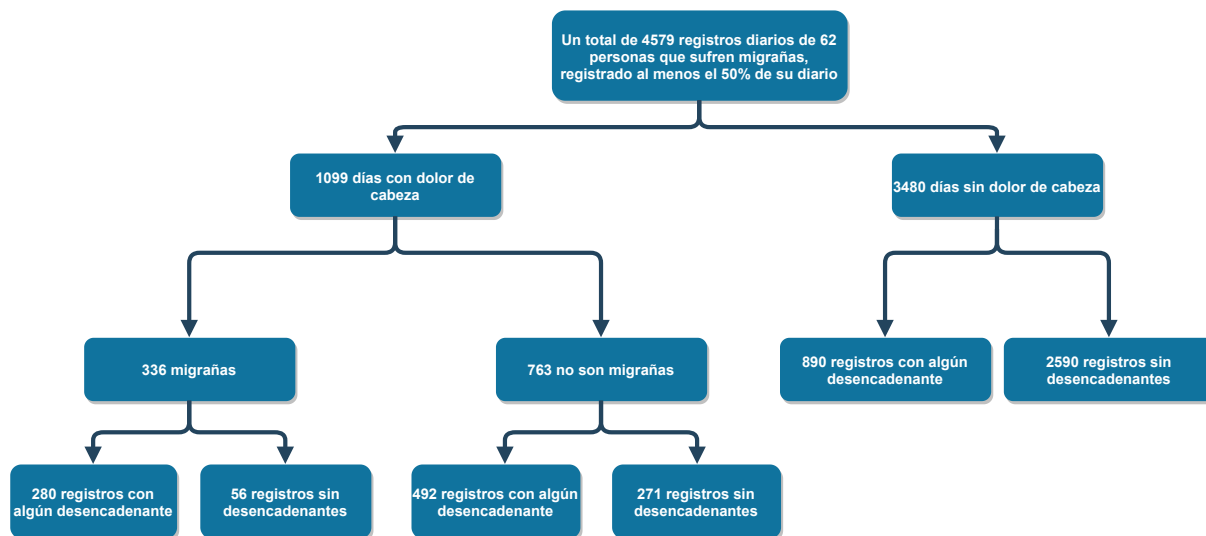 Un total de 4579 registros diarios de 62
personas que sufren migrañas,
registrado al menos el 50% de su diario
1099 días con dolor de
cabeza
3480 días sin dolor de cabeza
336 migrañas
763 no son migrañas
890 registros con algún
desencadenante
2590 registros sin
desencadenantes
280 registros con
algún desencadenante
56 registros sin
desencadenantes
492 registros con algún
desencadenante
271 registros sin
desencadenantes